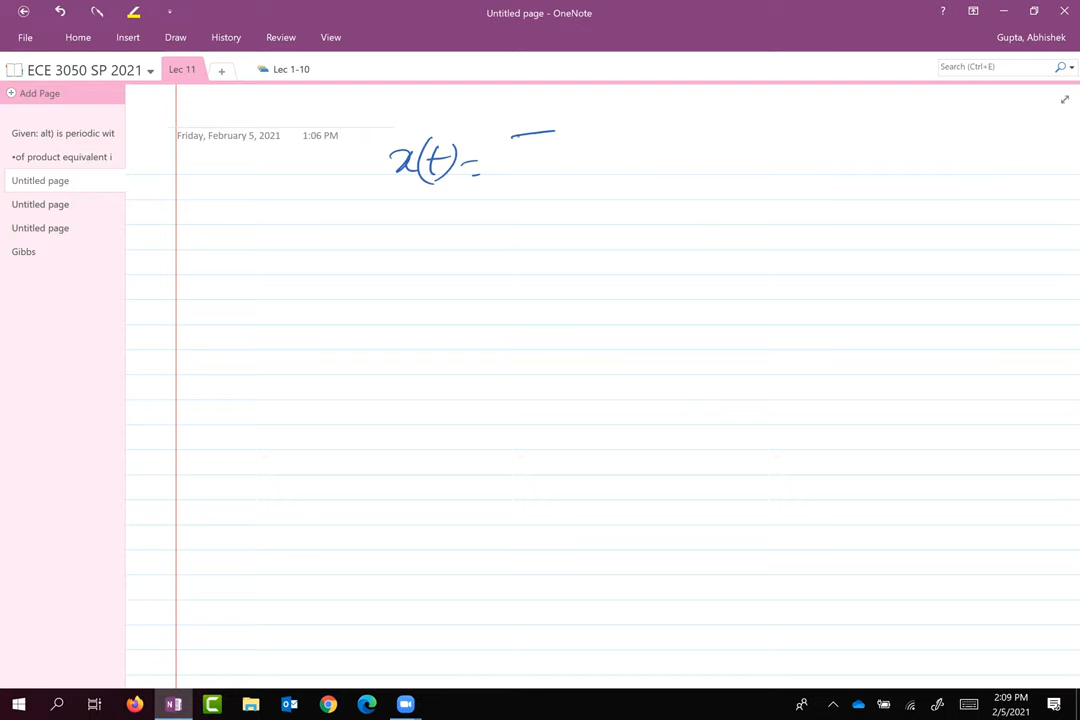 Untitled page - OneNote
?
File Home Insert Draw History Review View
Gupta, Abhishek
ECE 3050 SP 2021
Lec 11
Lec 1-10
Search (Ctrl+E)
Add Page
Given: alt) is periodic wit
•of product equivalent i
Untitled page
Untitled page
Untitled page
Gibbs
Friday, February 5, 2021 1:06 PM
x(t)=
2:09 PM
2/5/2021